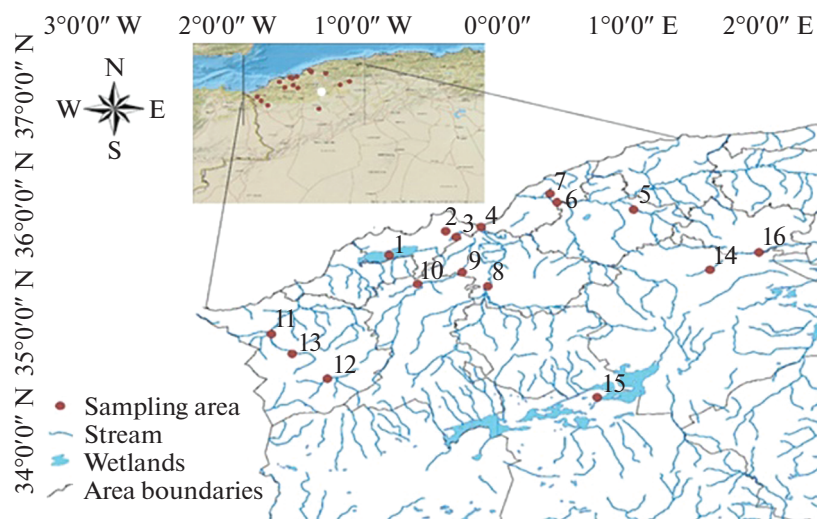 3°0'0" W 2°0'0" W 1°0'0" W 0°0'0" 1°0'0" E 2°0'0" E
37°0'0" N
36°0'0" N
35°0'0" N
34°0'0" N
N
W E
S
7
6
5
2
3
4
1
16
14
10
9
8
11
13
12
15
Sampling area
Stream
Wetlands
Area boundaries